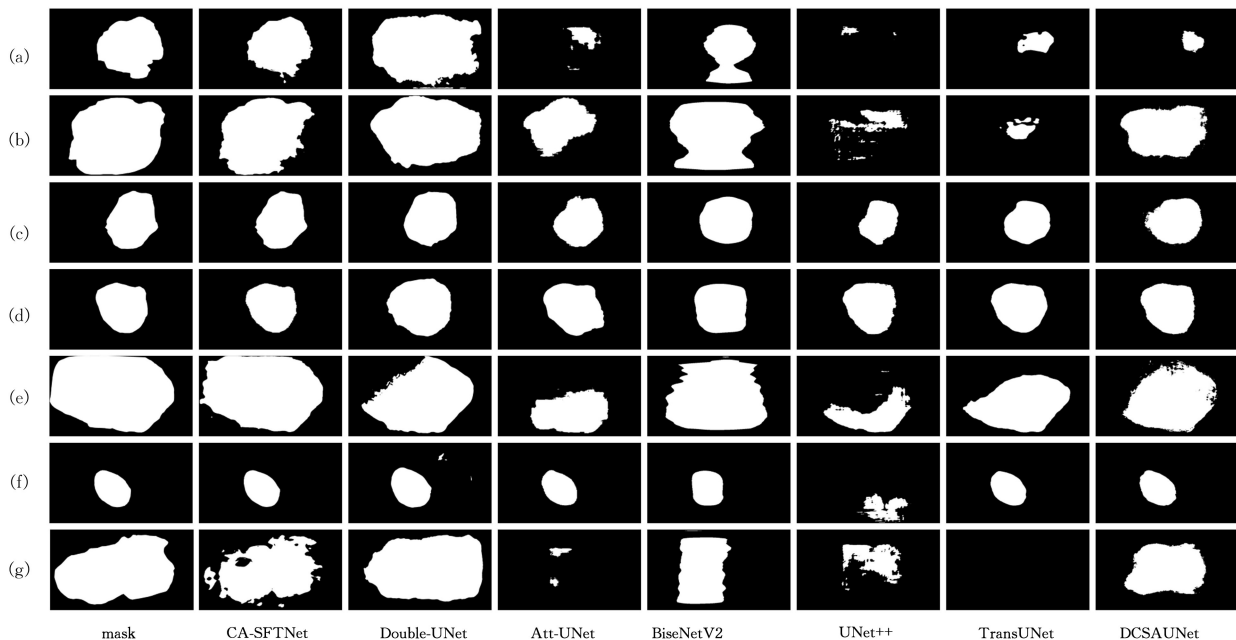 (a)
(b)
(c)
(d)
(e)
(f)
(g)
mask CA-SFTNet Double-UNet Att-UNet BiseNetV2 UNet++ TransUNet DCSAUNet